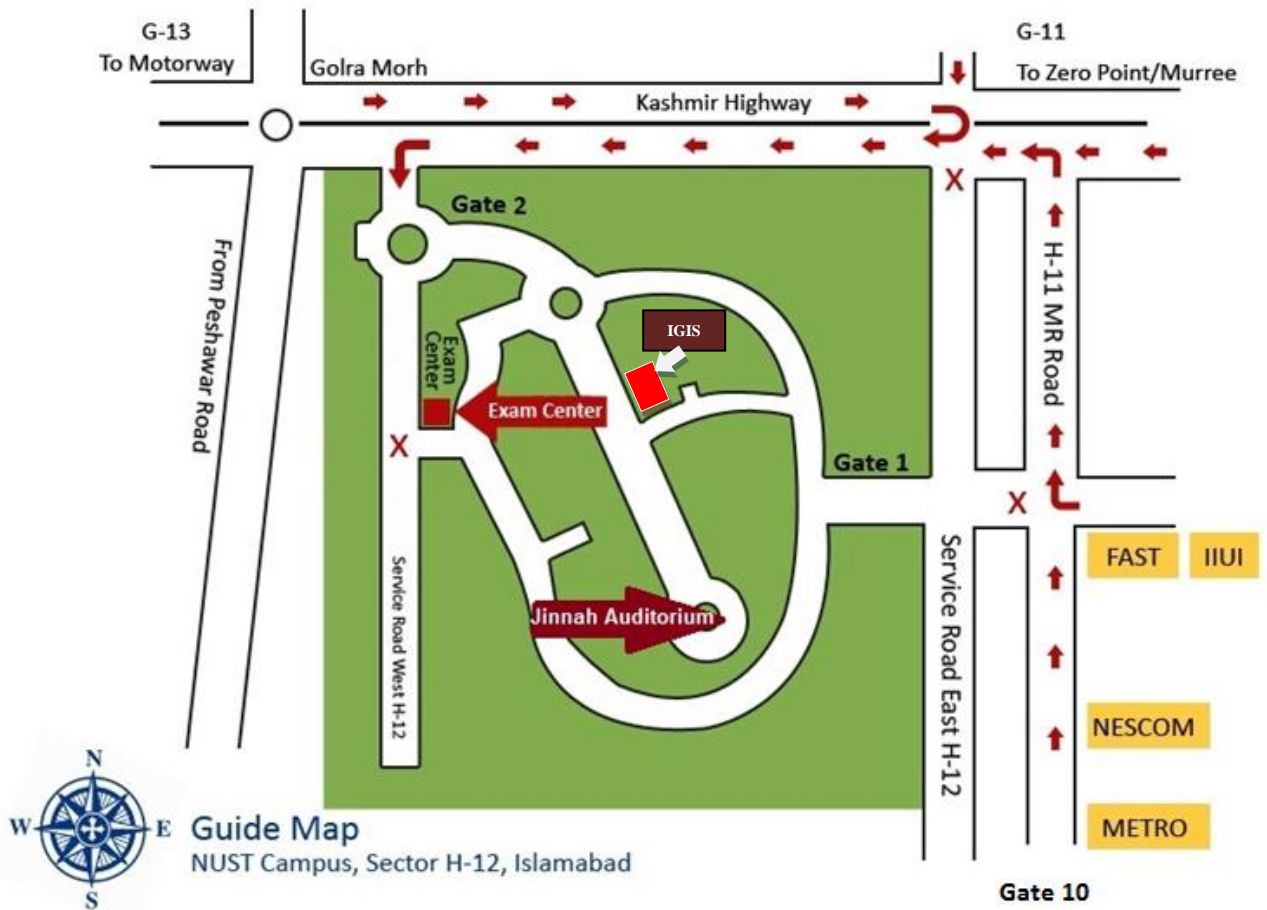 G-13
To Motorway
Golra Morh
G-11
To Zero Point/Murree
Kashmir Highway
X
Gate 2
From Peshawar Road
H-11 MR Road
IGIS
Exam
Center
Exam Center
X
Gate 1
X
Service Road West H-12
Service Road East H-12
Jinnah Auditorium
FAST
IIUI
NESCOM
METRO
N
W
E
S
Guide Map
NUST Campus, Sector H-12, Islamabad
Gate 10